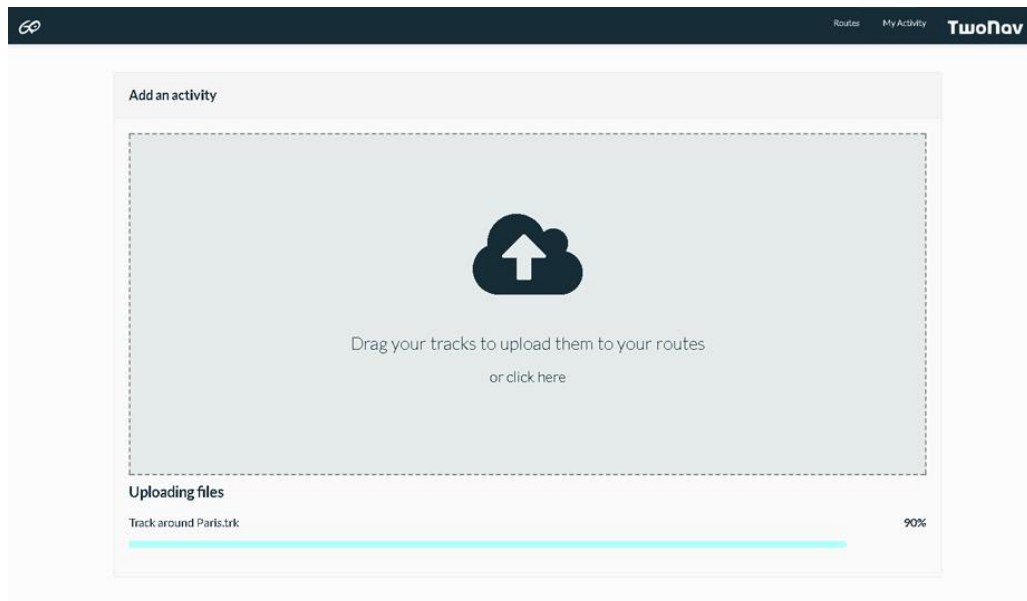 GO
Routes My Activity TwoNav
Add an activity
Drag your tracks to upload them to your routes
or click here
Uploading files
Track around Paris.trk 90%